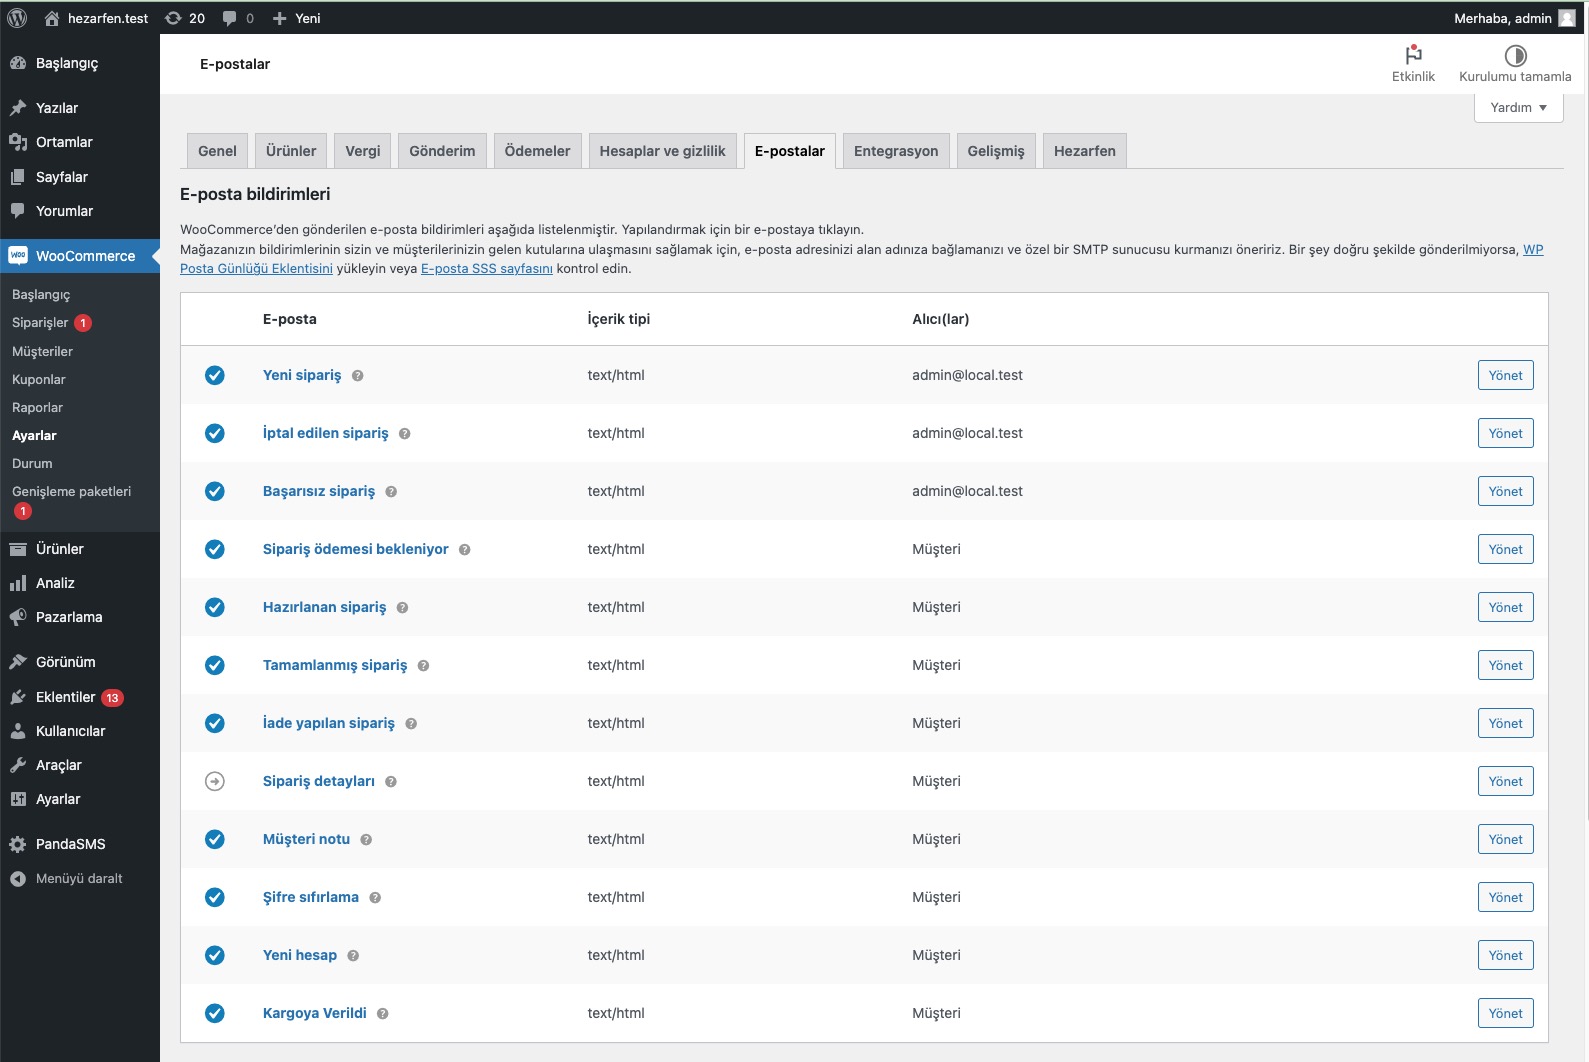 hezarfen.test 20 0 Yeni Merhaba, admin
Başlangıç
Yazılar
Ortamlar
Sayfalar
Yorumlar
WooCommerce
Başlangıç
Siparişler 1
Müşteriler
Kuponlar
Raporlar
Ayarlar
Durum
Genişleme paketleri
1
Ürünler
Analiz
Pazarlama
Görünüm
Eklentiler 13
Kullanıcılar
Araçlar
Ayarlar
PandaSMS
Menüyü daralt
E-postalar
Etkinlik Kurulumu tamamla
Yardım
Genel Ürünler Vergi Gönderim Ödemeler Hesaplar ve gizlilik E-postalar Entegrasyon Gelişmiş Hezarfen
E-posta bildirimleri
WooCommerce'den gönderilen e-posta bildirimleri aşağıda listelenmiştir. Yapılandırmak için bir e-postaya tıklayın.
Mağazanızın bildirimlerinin sizin ve müşterilerinizin gelen kutularına ulaşmasını sağlamak için, e-posta adresinizi alan adınıza bağlamanızı ve özel bir SMTP sunucusu kurmanızı öneririz. Bir şey doğru şekilde gönderilmiyorsa, WP
Posta Günlüğü Eklentisini yükleyin veya E-posta SSS sayfasını kontrol edin.
E-posta İçerik tipi Alıcı(lar)
Yeni sipariş ? text/html admin@local.test Yönet
İptal edilen sipariş ? text/html admin@local.test Yönet
Başarısız sipariş ? text/html admin@local.test Yönet
Sipariş ödemesi bekleniyor ? text/html Müşteri Yönet
Hazırlanan sipariş ? text/html Müşteri Yönet
Tamamlanmış sipariş ? text/html Müşteri Yönet
İade yapılan sipariş ? text/html Müşteri Yönet
Sipariş detayları ? text/html Müşteri Yönet
Müşteri notu ? text/html Müşteri Yönet
Şifre sıfırlama ? text/html Müşteri Yönet
Yeni hesap ? text/html Müşteri Yönet
Kargoya Verildi ? text/html Müşteri Yönet